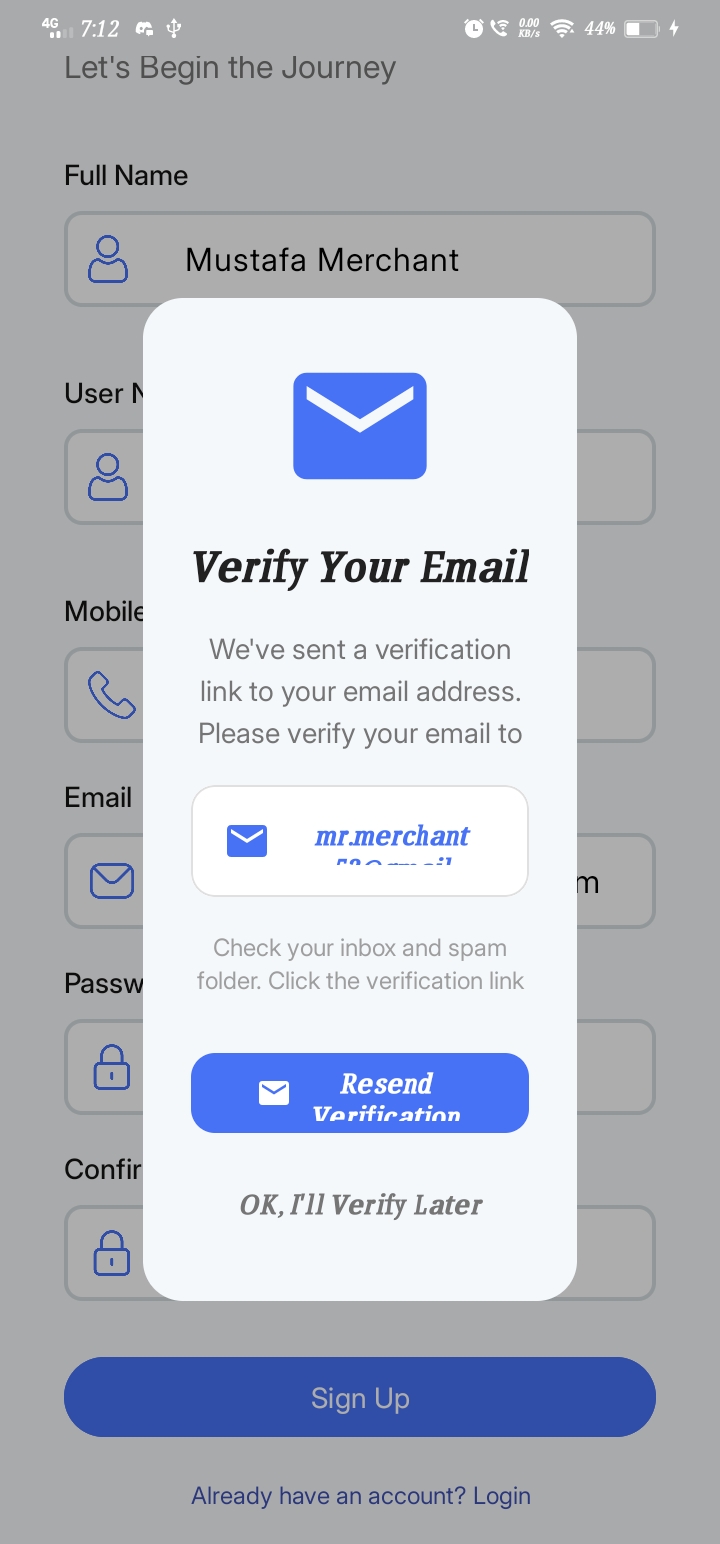 4G 7:12 0.00 KB/s 44%
Let's Begin the Journey
Full Name
Mustafa Merchant
User N
Verify Your Email
Mobile
We've sent a verification
link to your email address.
Please verify your email to
Email
mr.merchant
m
Check your inbox and spam
folder. Click the verification link
Passw
Resend
Verification
Confir
OK, I'll Verify Later
Sign Up
Already have an account? Login